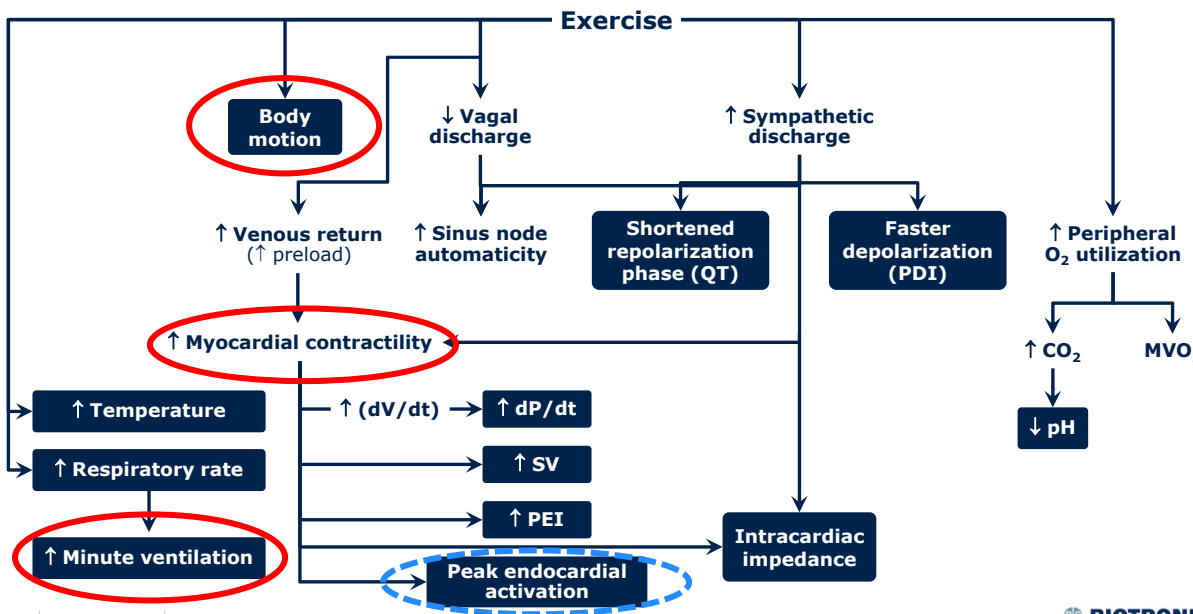 Exercise
Body
motion
↓ Vagal
discharge
↑ Sympathetic
discharge
↑ Venous return
(↑ preload)
↑ Sinus node
automaticity
Shortened
repolarization
phase (QT)
Faster
depolarization
(PDI)
↑ Peripheral
O₂ utilization
↑ Myocardial contractility
↑ CO₂
MVO
↑ Temperature
↑ (dV/dt)
↑ dP/dt
↓ pH
↑ Respiratory rate
↑ SV
↑ PEI
↑ Minute ventilation
Intracardiac
impedance
Peak endocardial
activation